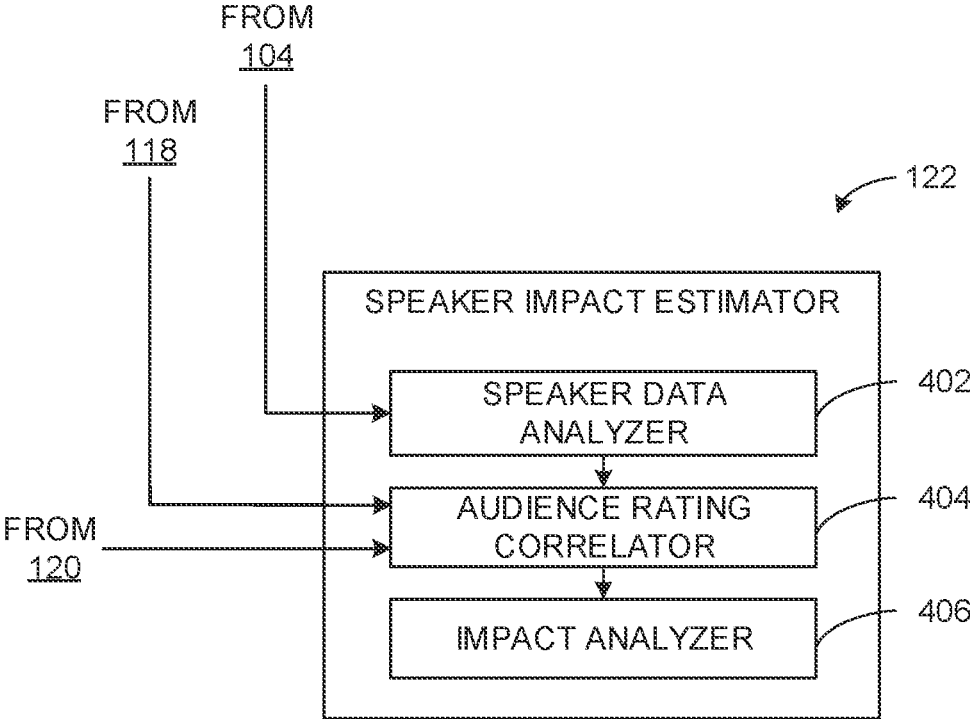 FROM
104
FROM
118
122
SPEAKER IMPACT ESTIMATOR
SPEAKER DATA
ANALYZER
402
AUDIENCE RATING
CORRELATOR
404
FROM
120
IMPACT ANALYZER
406